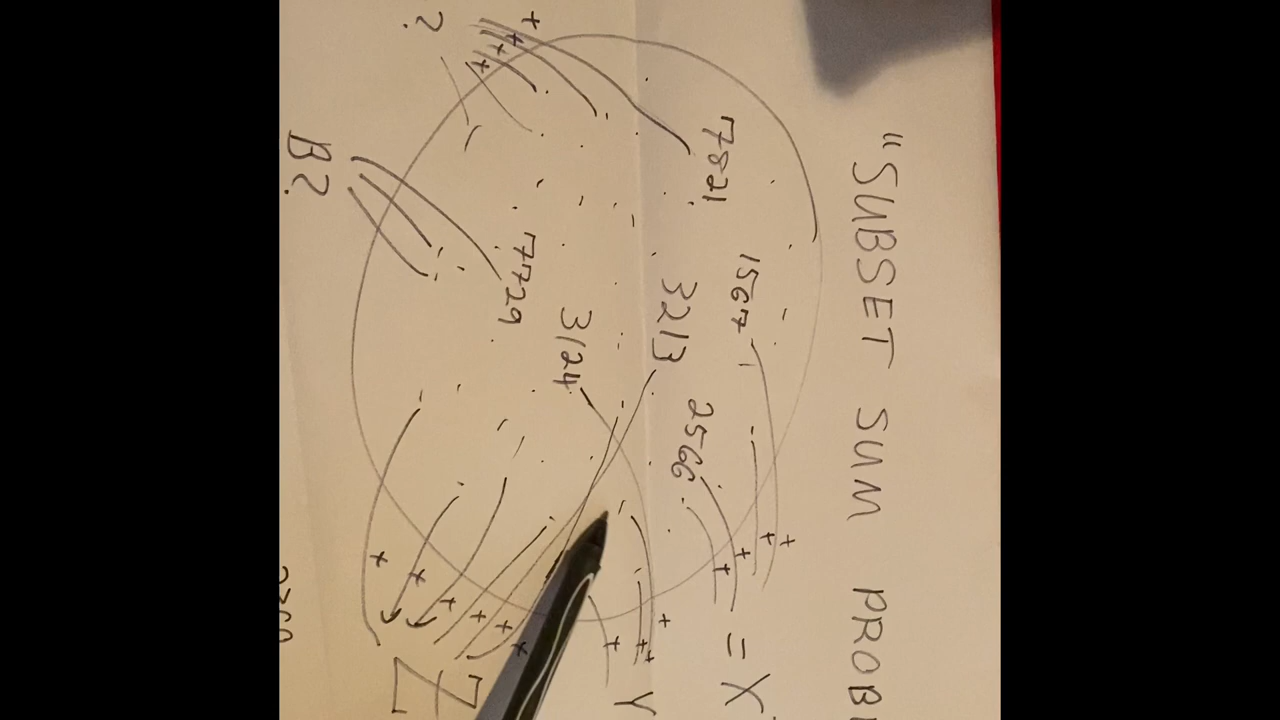 "SUBSET SUM PROB
7821
1567
3213
2566
= X
3124
Y
7729
?
Z
B?